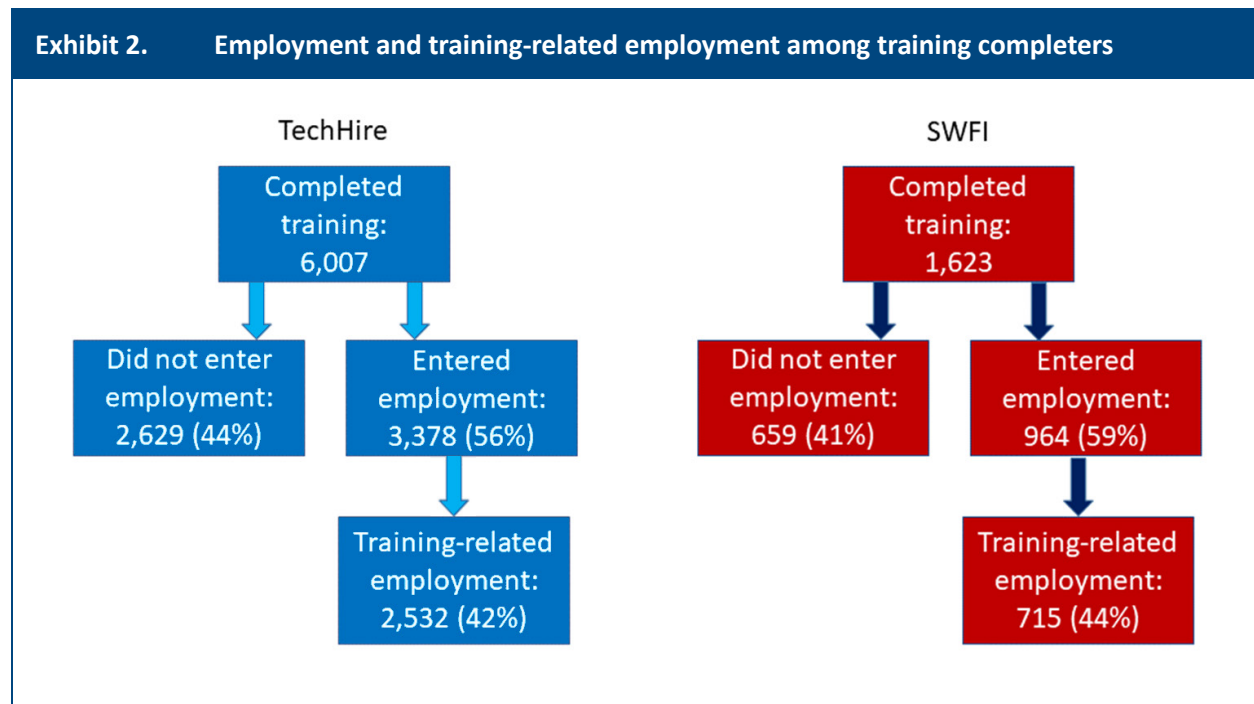 Exhibit 2. Employment and training-related employment among training completers
TechHire
Completed
training:
6,007
Did not enter
employment:
2,629 (44%)
Entered
employment:
3,378 (56%)
Training-related
employment:
2,532 (42%)
SWFI
Completed
training:
1,623
Did not enter
employment:
659 (41%)
Entered
employment:
964 (59%)
Training-related
employment:
715 (44%)